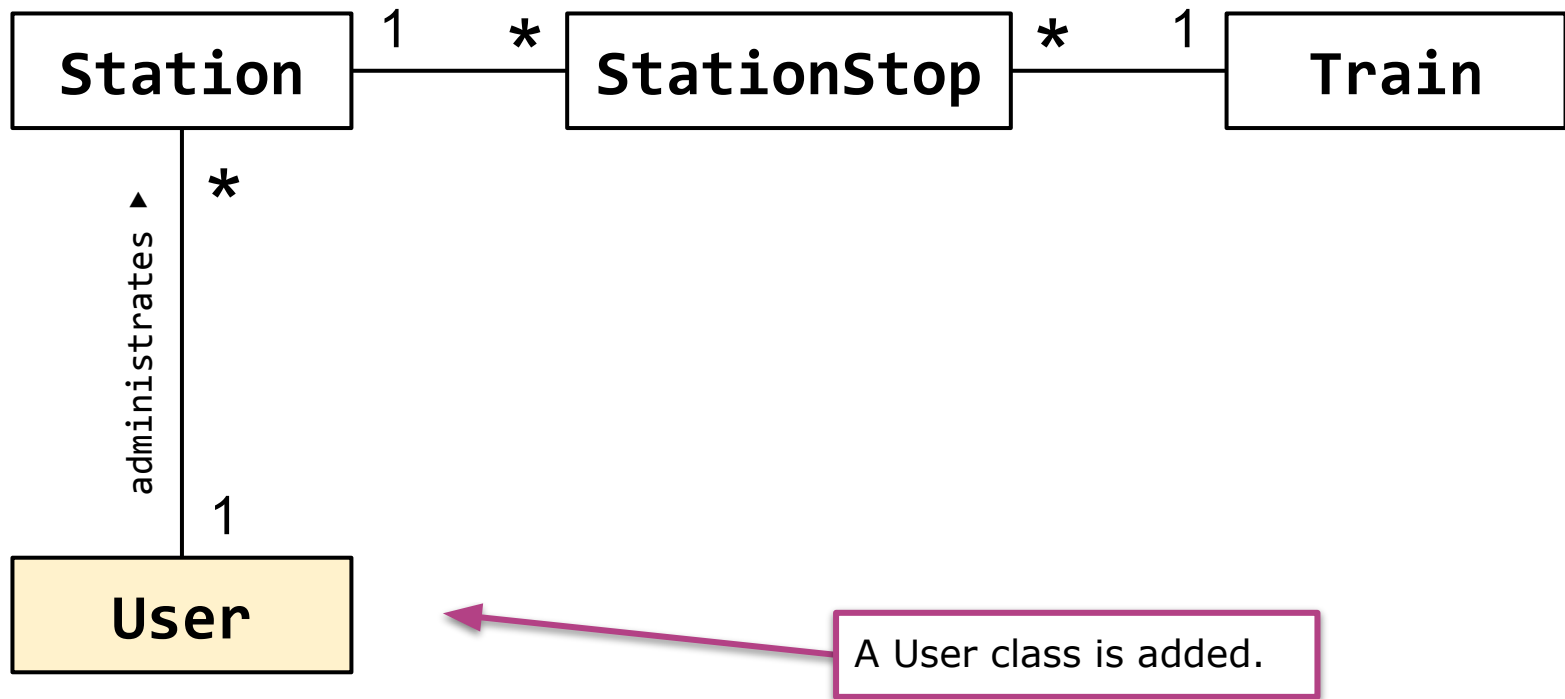 Station
1
*
StationStop
*
1
Train
*
administrates ▲
1
User
A User class is added.